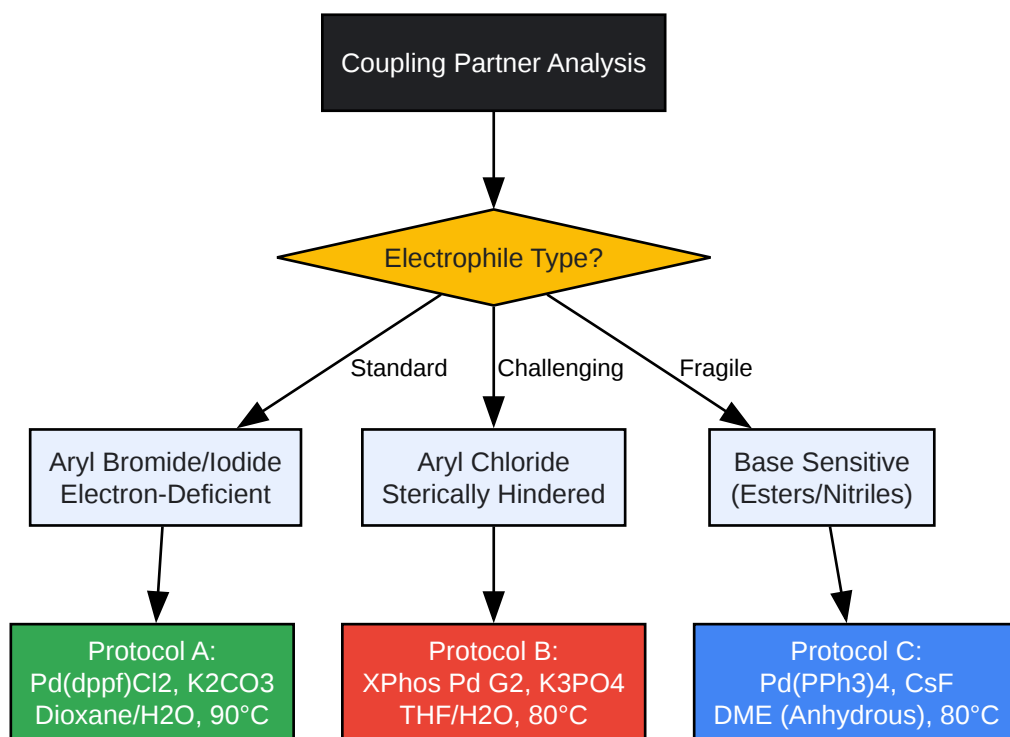 Coupling Partner Analysis
Electrophile Type?
Standard
Challenging
Fragile
Aryl Bromide/Iodide
Electron-Deficient
Aryl Chloride
Sterically Hindered
Base Sensitive
(Esters/Nitriles)
Protocol A:
Pd(dppf)Cl2, K2CO3
Dioxane/H2O, 90°C
Protocol B:
XPhos Pd G2, K3PO4
THF/H2O, 80°C
Protocol C:
Pd(PPh3)4, CsF
DME (Anhydrous), 80°C